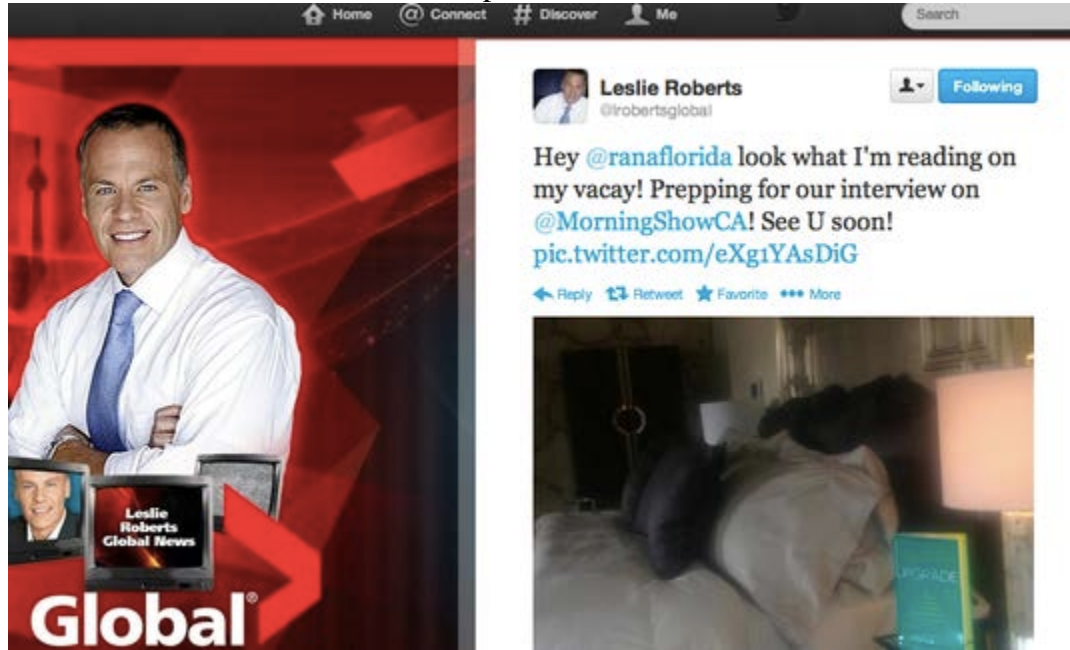 Home @ Connect # Discover Me Search
Leslie Roberts
@lrobertsglobal
Following
Hey @ranaflorida look what I'm reading on
my vacay! Prepping for our interview on
@MorningShowCA! See U soon!
pic.twitter.com/eXg1YAsDiG
Reply Retweet Favorite More
Leslie
Roberts
Global News
Global®
UPGRADE